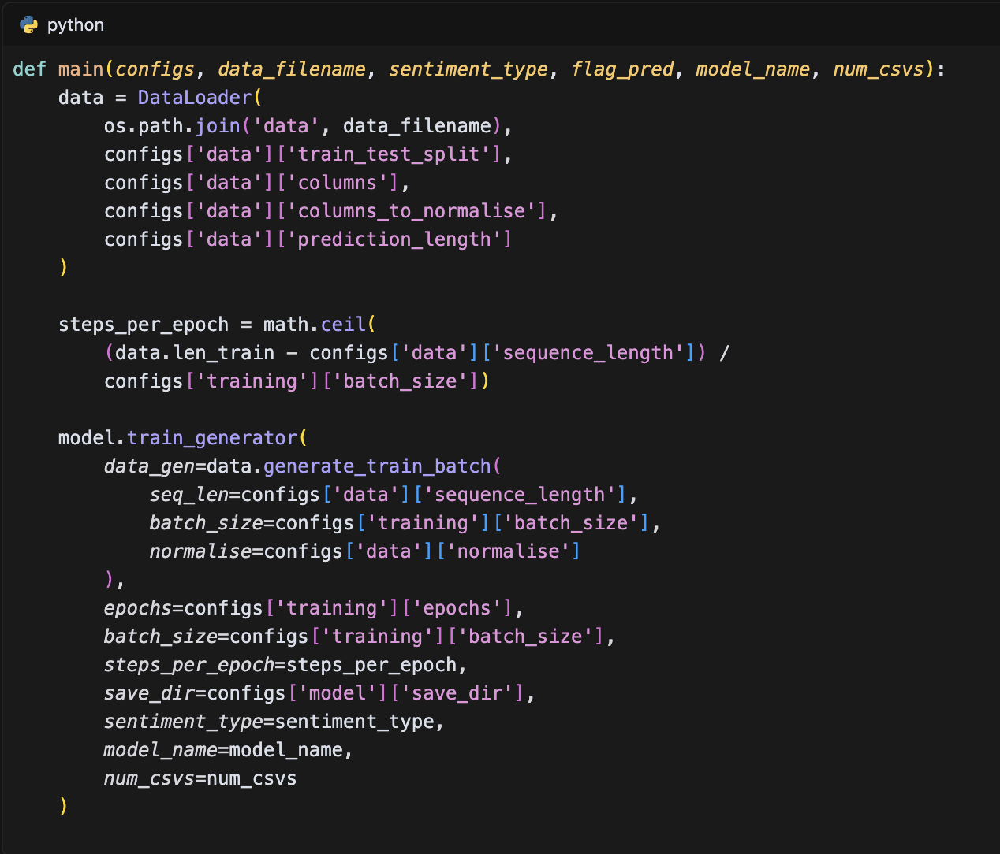 python
def main(configs, data_filename, sentiment_type, flag_pred, model_name, num_csvs):
    data = DataLoader(
        os.path.join('data', data_filename),
        configs['data']['train_test_split'],
        configs['data']['columns'],
        configs['data']['columns_to_normalise'],
        configs['data']['prediction_length']
    )

    steps_per_epoch = math.ceil(
        (data.len_train - configs['data']['sequence_length']) /
        configs['training']['batch_size'])

    model.train_generator(
        data_gen=data.generate_train_batch(
            seq_len=configs['data']['sequence_length'],
            batch_size=configs['training']['batch_size'],
            normalise=configs['data']['normalise']
        ),
        epochs=configs['training']['epochs'],
        batch_size=configs['training']['batch_size'],
        steps_per_epoch=steps_per_epoch,
        save_dir=configs['model']['save_dir'],
        sentiment_type=sentiment_type,
        model_name=model_name,
        num_csvs=num_csvs
    )